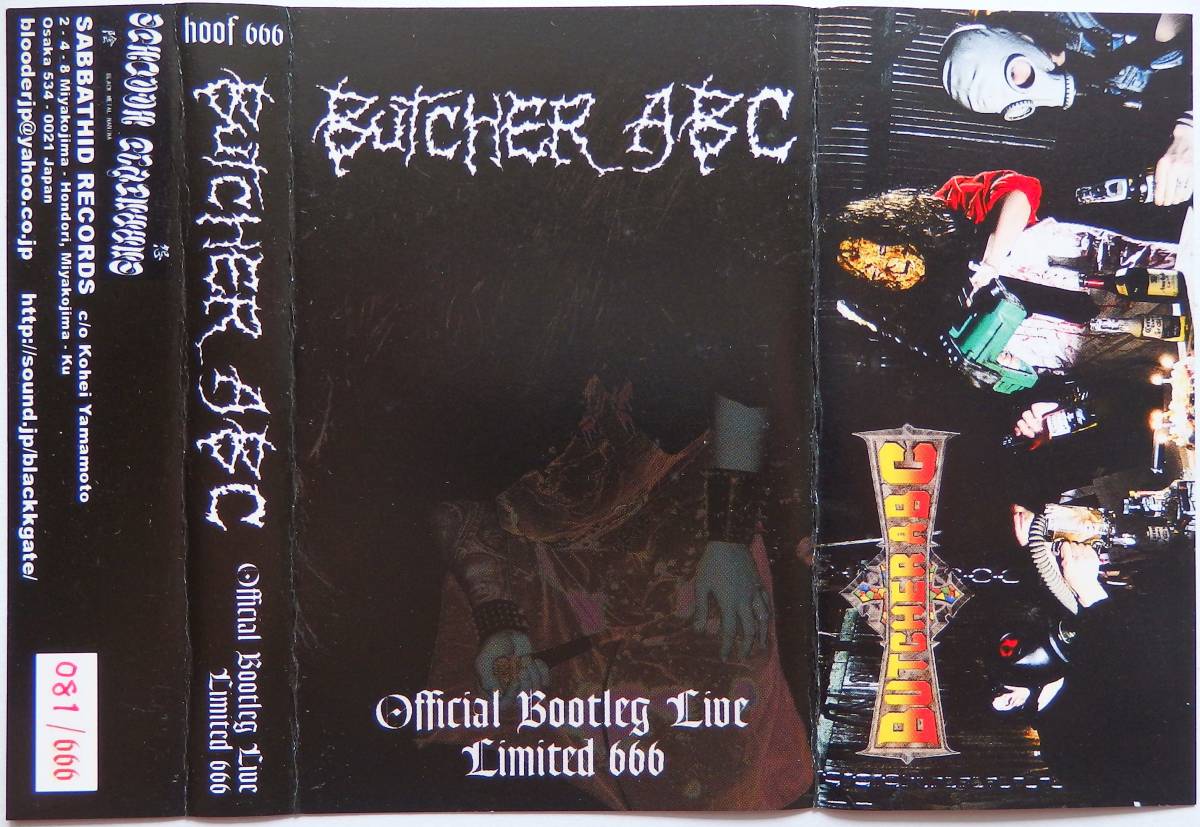 hoof 666
BUTCHER ABC
Official Bootleg Live
Limited 666
BUTCHER ABC
Official Bootleg Live
Limited 666
BUTCHER ABC
陰
SABBATHID RECORDS c/o Kohei Yamamoto
2 - 4 - 8 Miyakojima - Hondori, Miyakojima - Ku
Osaka 534 - 0021 Japan
blooderjp@yahoo.co.jp http://sound.jp/blackkgate/
081/666